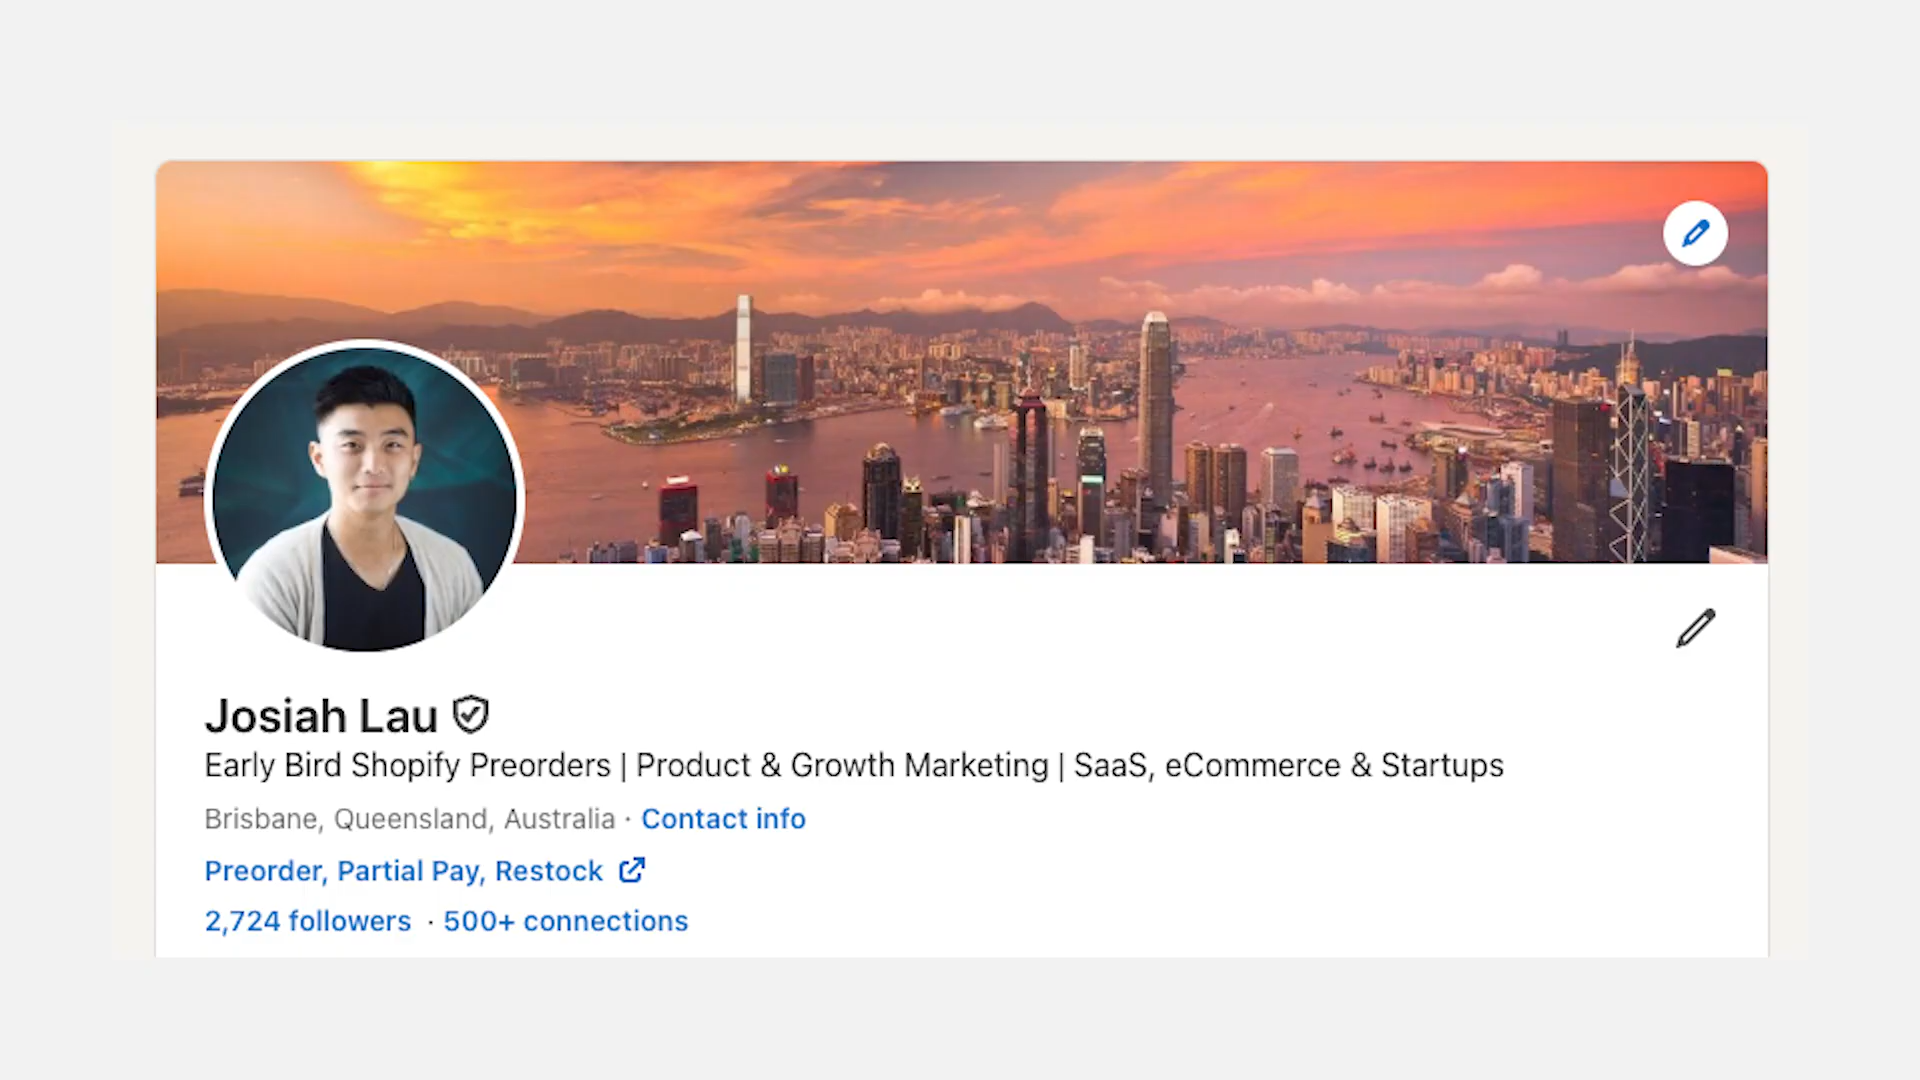 Josiah Lau
Early Bird Shopify Preorders | Product & Growth Marketing | SaaS, eCommerce & Startups
Brisbane, Queensland, Australia · Contact info
Preorder, Partial Pay, Restock
2,724 followers · 500+ connections